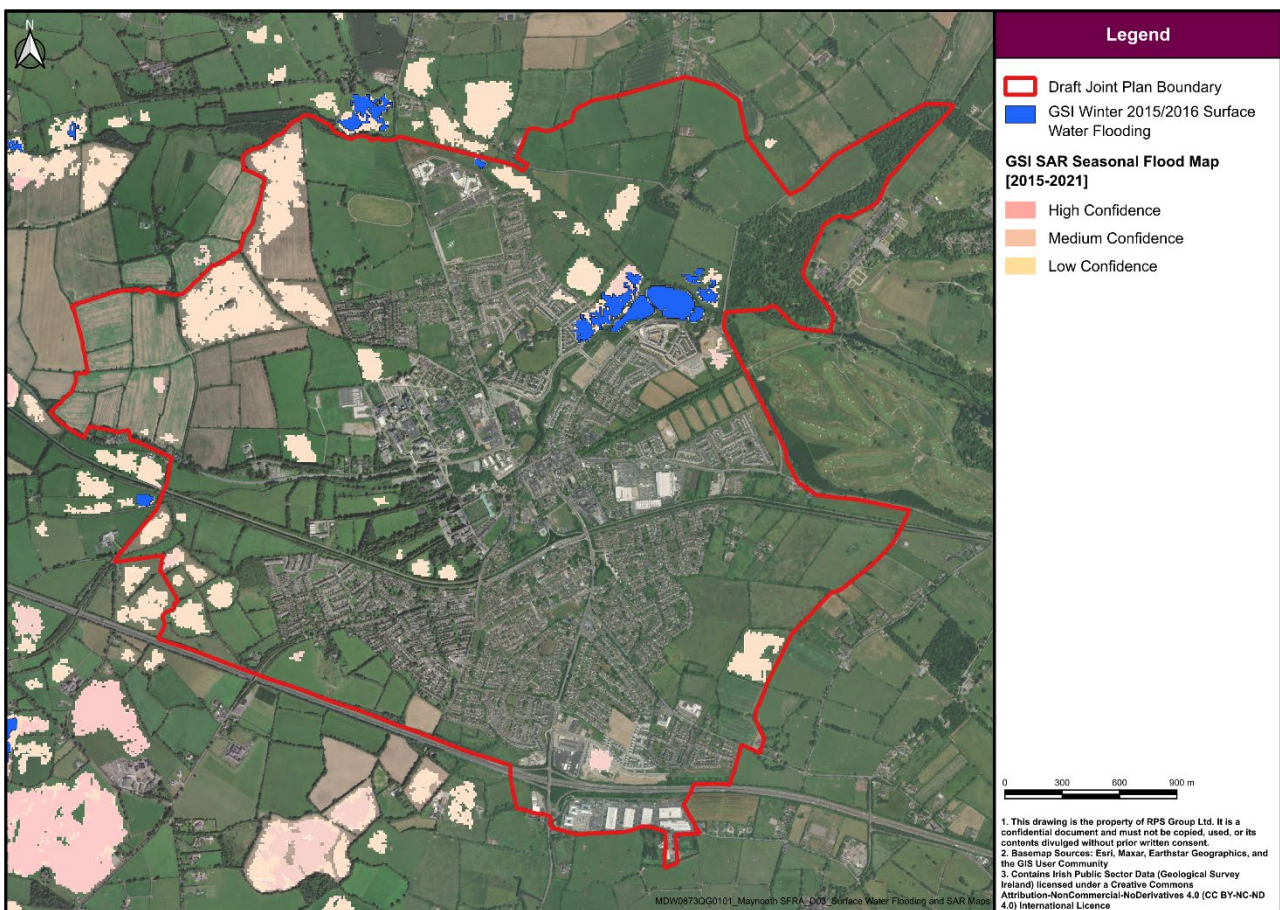 N
Legend
Draft Joint Plan Boundary
GSI Winter 2015/2016 Surface
Water Flooding
GSI SAR Seasonal Flood Map
[2015-2021]
High Confidence
Medium Confidence
Low Confidence
0 300 600 900 m
1. This drawing is the property of RPS Group Ltd. It is a
confidential document and must not be copied, used, or its
contents divulged without prior written consent.
2. Basemap Sources: Esri, Maxar, Earthstar Geographics, and
the GIS User Community
3. Contains Irish Public Sector Data (Geological Survey
Ireland) licensed under a Creative Commons
Attribution-NonCommercial-NoDerivatives 4.0 (CC BY-NC-ND
4.0) International Licence
MDW0873QG0101_Maynooth SFRA_D03_Surface Water Flooding and SAR Maps